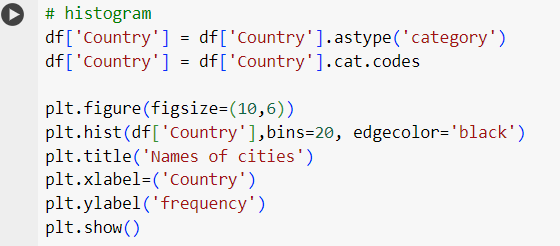 # histogram
df['Country'] = df['Country'].astype('category')
df['Country'] = df['Country'].cat.codes
plt.figure(figsize=(10,6))
plt.hist(df['Country'],bins=20, edgecolor='black')
plt.title('Names of cities')
plt.xlabel=('Country')
plt.ylabel('frequency')
plt.show()